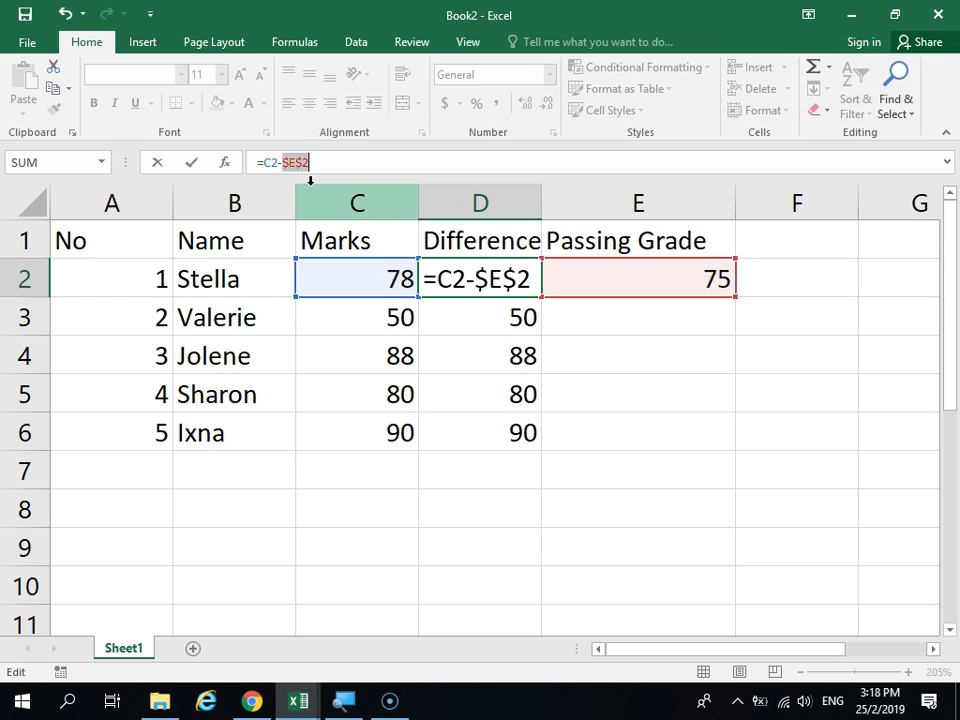 Book2 - Excel
File Home Insert Page Layout Formulas Data Review View Tell me what you want to do... Sign in Share
Paste
Clipboard
11 A A
B I U A
Font
Alignment
General
$ % , .00 .0
Number
Conditional Formatting
Format as Table
Cell Styles
Styles
Insert
Delete
Format
Cells
Σ
Sort & Filter
Find & Select
Editing
SUM fx =C2-$E$2
A B C D E F G
1 No Name Marks Difference Passing Grade
2 1 Stella 78 =C2-$E$2 75
3 2 Valerie 50 50
4 3 Jolene 88 88
5 4 Sharon 80 80
6 5 Ixna 90 90
7
8
9
10
11
Sheet1
Edit 205%
ENG 3:18 PM
25/2/2019